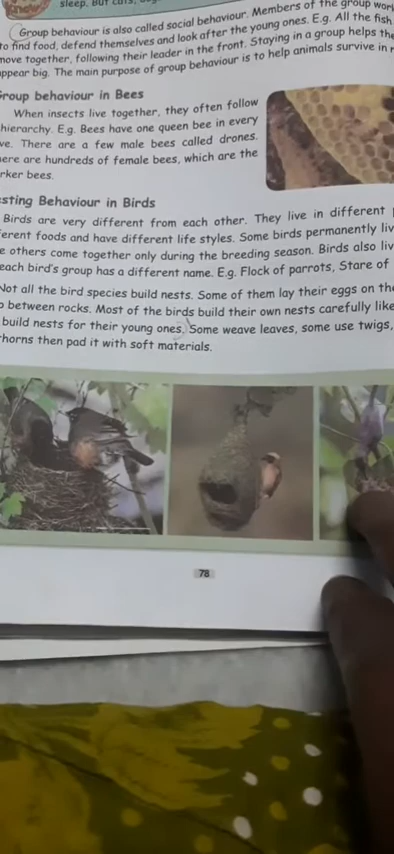 know
sleep. But cats,
Group behaviour is also called social behaviour. Members of the group work
to find food, defend themselves and look after the young ones. E.g. All the fish
move together, following their leader in the front. Staying in a group helps the
appear big. The main purpose of group behaviour is to help animals survive in
Group behaviour in Bees
When insects live together, they often follow
hierarchy. E.g. Bees have one queen bee in every
ve. There are a few male bees called drones.
ere are hundreds of female bees, which are the
rker bees.
sting Behaviour in Birds
Birds are very different from each other. They live in different
erent foods and have different life styles. Some birds permanently liv
e others come together only during the breeding season. Birds also liv
each bird's group has a different name. E.g. Flock of parrots, Stare of
Not all the bird species build nests. Some of them lay their eggs on the
between rocks. Most of the birds build their own nests carefully like
build nests for their young ones. Some weave leaves, some use twigs,
thorns then pad it with soft materials.
78